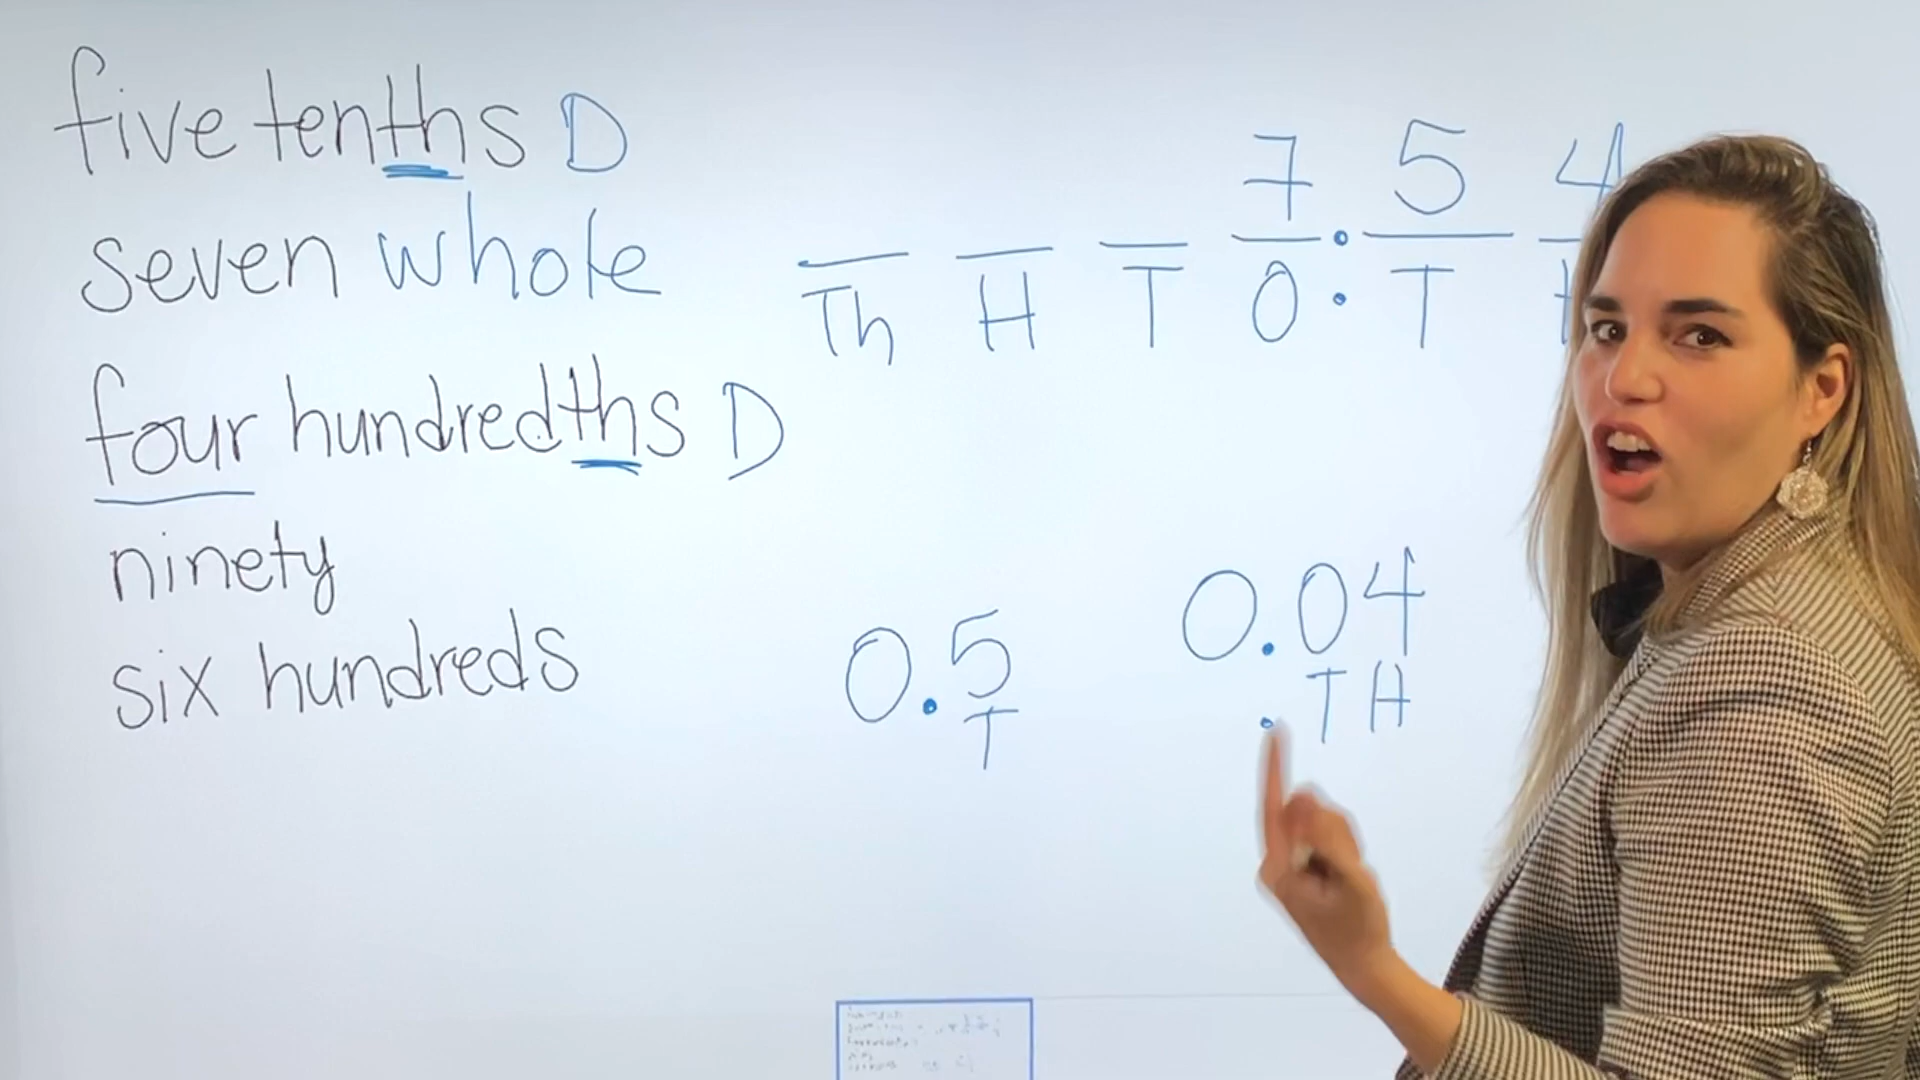 five tenths D
seven whole
four hundredths D
ninety
six hundreds
7 . 5 4
Th H T O . T
0.5
T
0.04
. T H